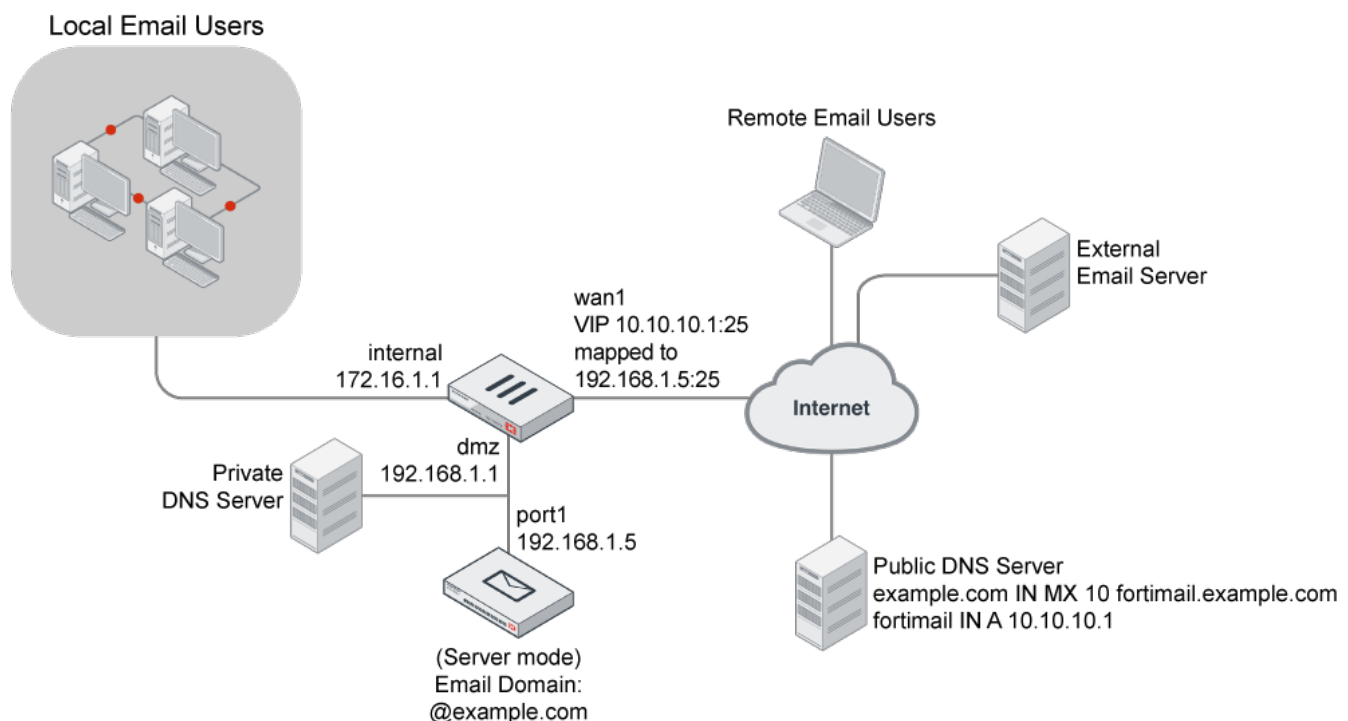 Local Email Users
Remote Email Users
External
Email Server
wan1
VIP 10.10.10.1:25
mapped to
192.168.1.5:25
internal
172.16.1.1
Internet
dmz
192.168.1.1
Private
DNS Server
port1
192.168.1.5
Public DNS Server
example.com IN MX 10 fortimail.example.com
fortimail IN A 10.10.10.1
(Server mode)
Email Domain:
@example.com